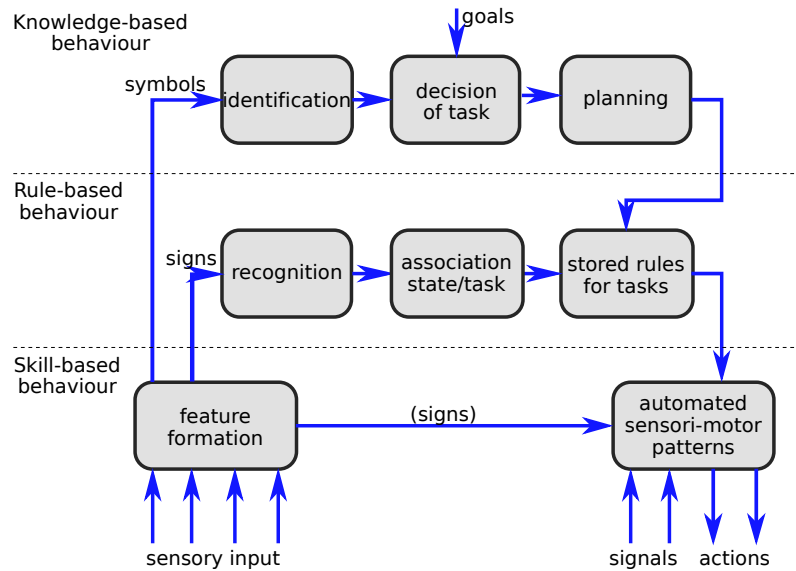 Knowledge-based
behaviour
goals
symbols
identification
decision
of task
planning
Rule-based
behaviour
signs
recognition
association
state/task
stored rules
for tasks
Skill-based
behaviour
feature
formation
(signs)
automated
sensori-motor
patterns
sensory input
signals
actions